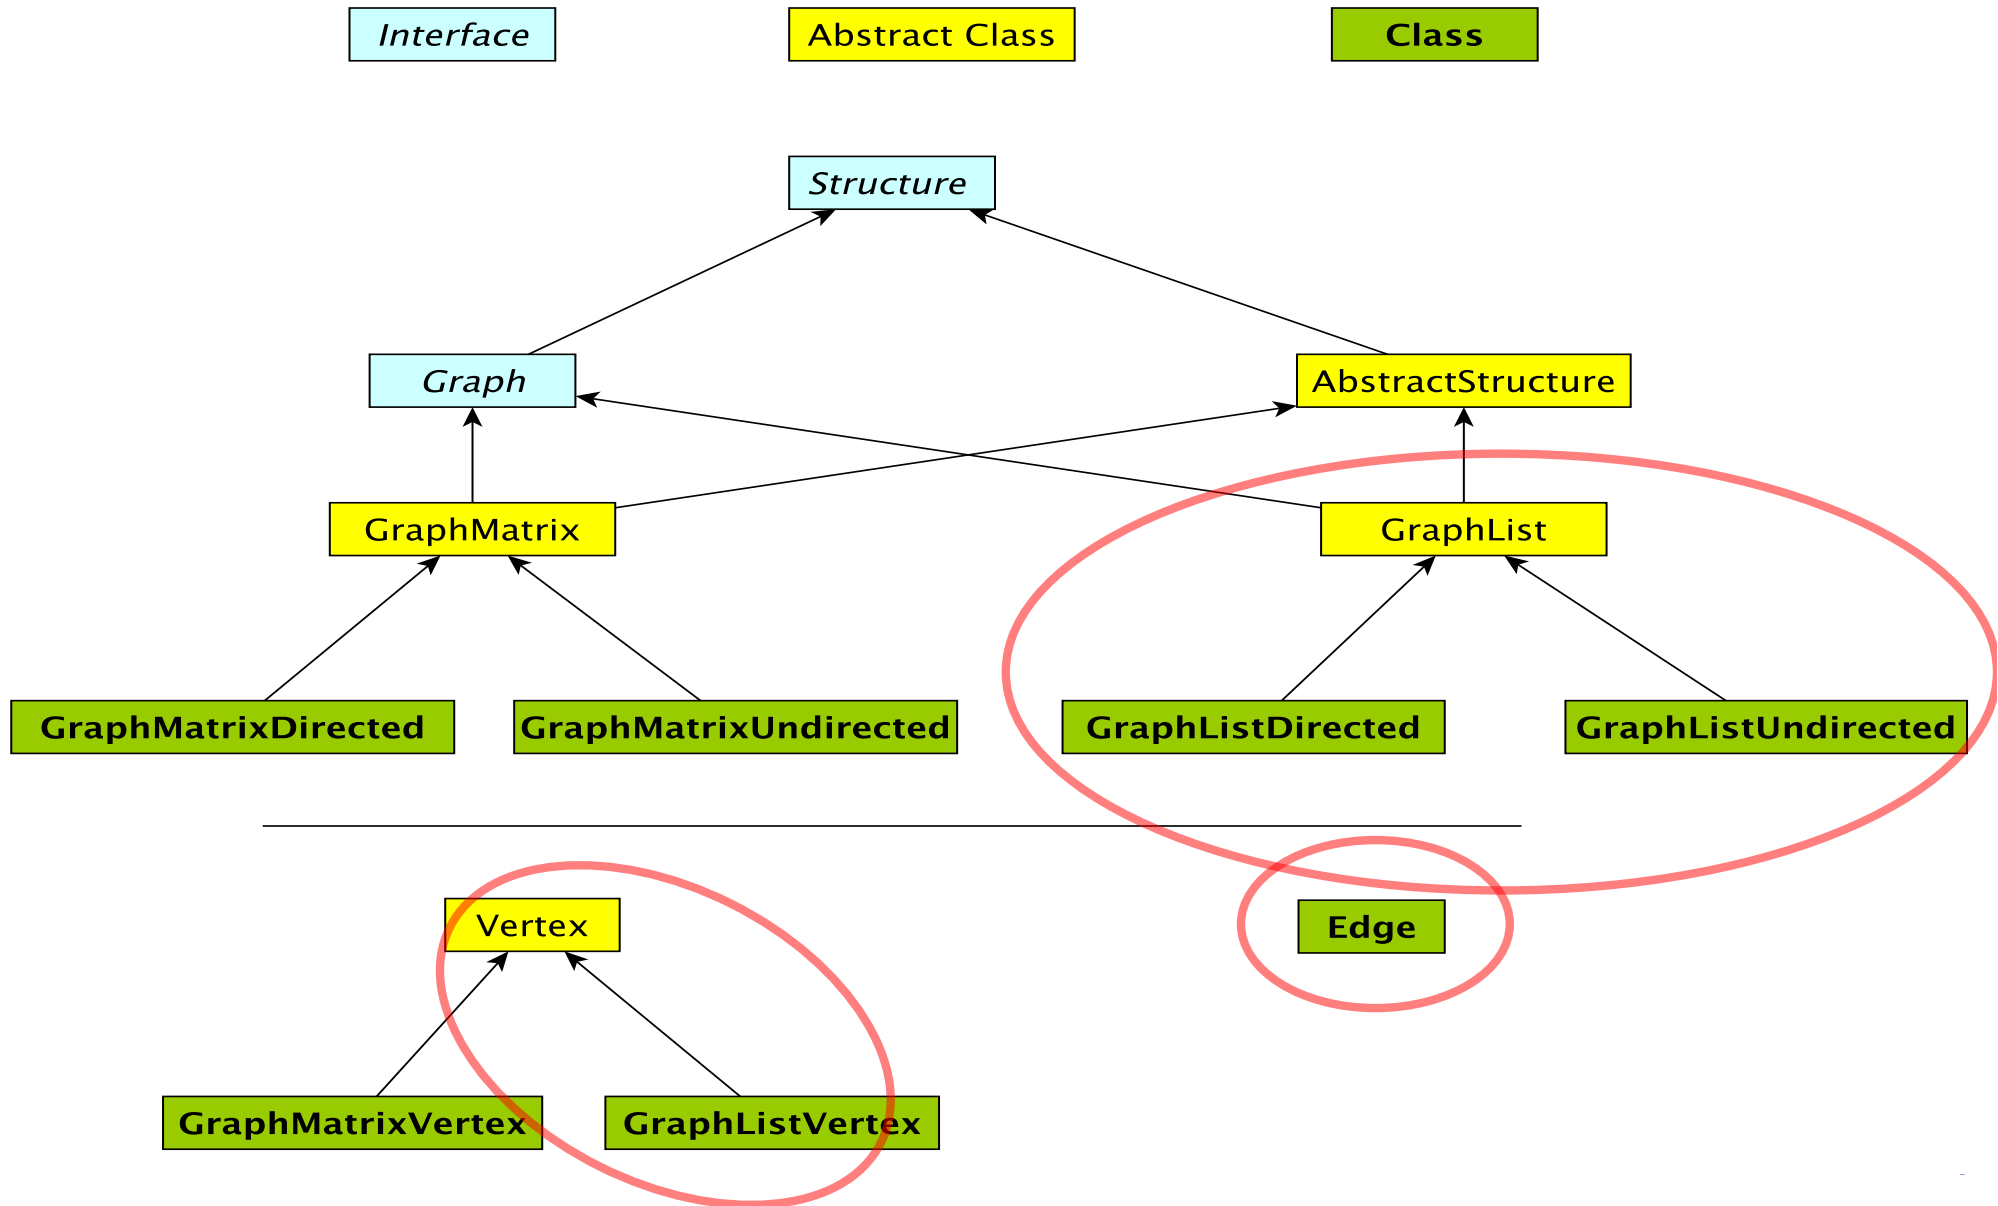 Interface
Abstract Class
Class
Structure
Graph
AbstractStructure
GraphMatrix
GraphList
GraphMatrixDirected
GraphMatrixUndirected
GraphListDirected
GraphListUndirected
Vertex
Edge
GraphMatrixVertex
GraphListVertex